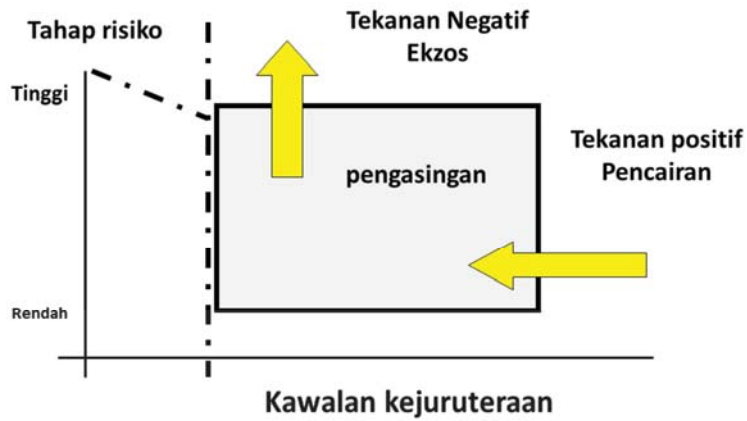 Tahap risiko
Tekanan Negatif
Ekzos
Tinggi
Tekanan positif
Pencairan
pengasingan
Rendah
Kawalan kejuruteraan